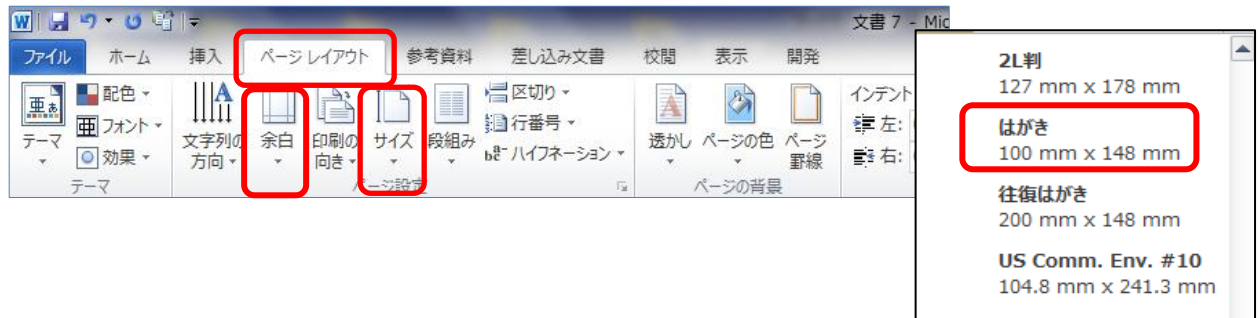 文書 7 - Mic
ファイル ホーム 挿入 ページ レイアウト 参考資料 差し込み文書 校閲 表示 開発
亜あ
テーマ
配色
亜 フォント
効果
テーマ
文字列の方向
余白
印刷の向き
サイズ
段組み
区切り
行番号
ハイフネーション
ページ設定
透かし
ページの色
ページ罫線
ページの背景
インデント
左:
右:
2L判
127 mm x 178 mm
はがき
100 mm x 148 mm
往復はがき
200 mm x 148 mm
US Comm. Env. #10
104.8 mm x 241.3 mm